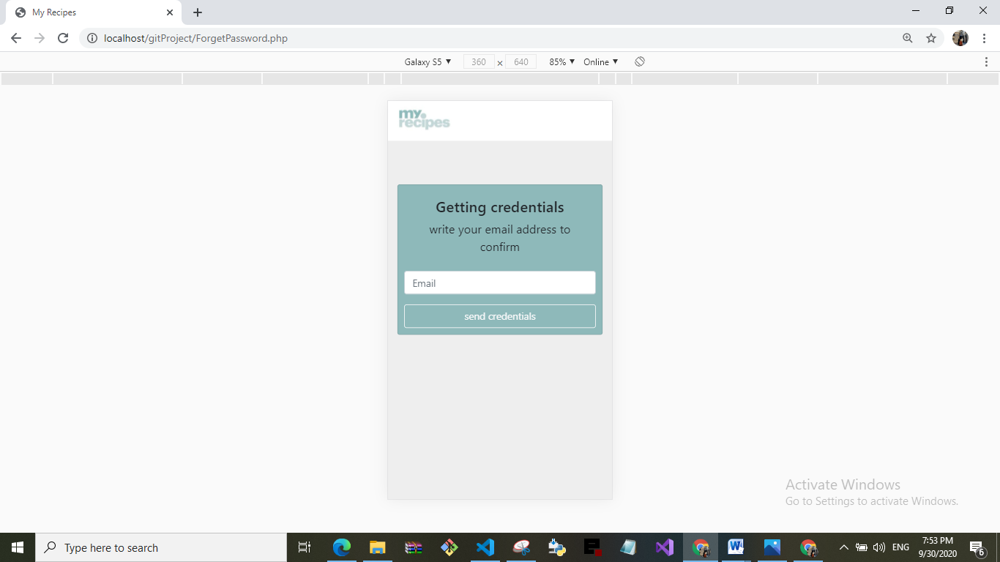 My Recipes
localhost/gitProject/ForgetPassword.php
Galaxy S5 ▼ 360 × 640 85% ▼ Online ▼
my.
recipes
Getting credentials
write your email address to
confirm
Email
send credentials
Activate Windows
Go to Settings to activate Windows.
Type here to search
ENG
7:53 PM
9/30/2020
6